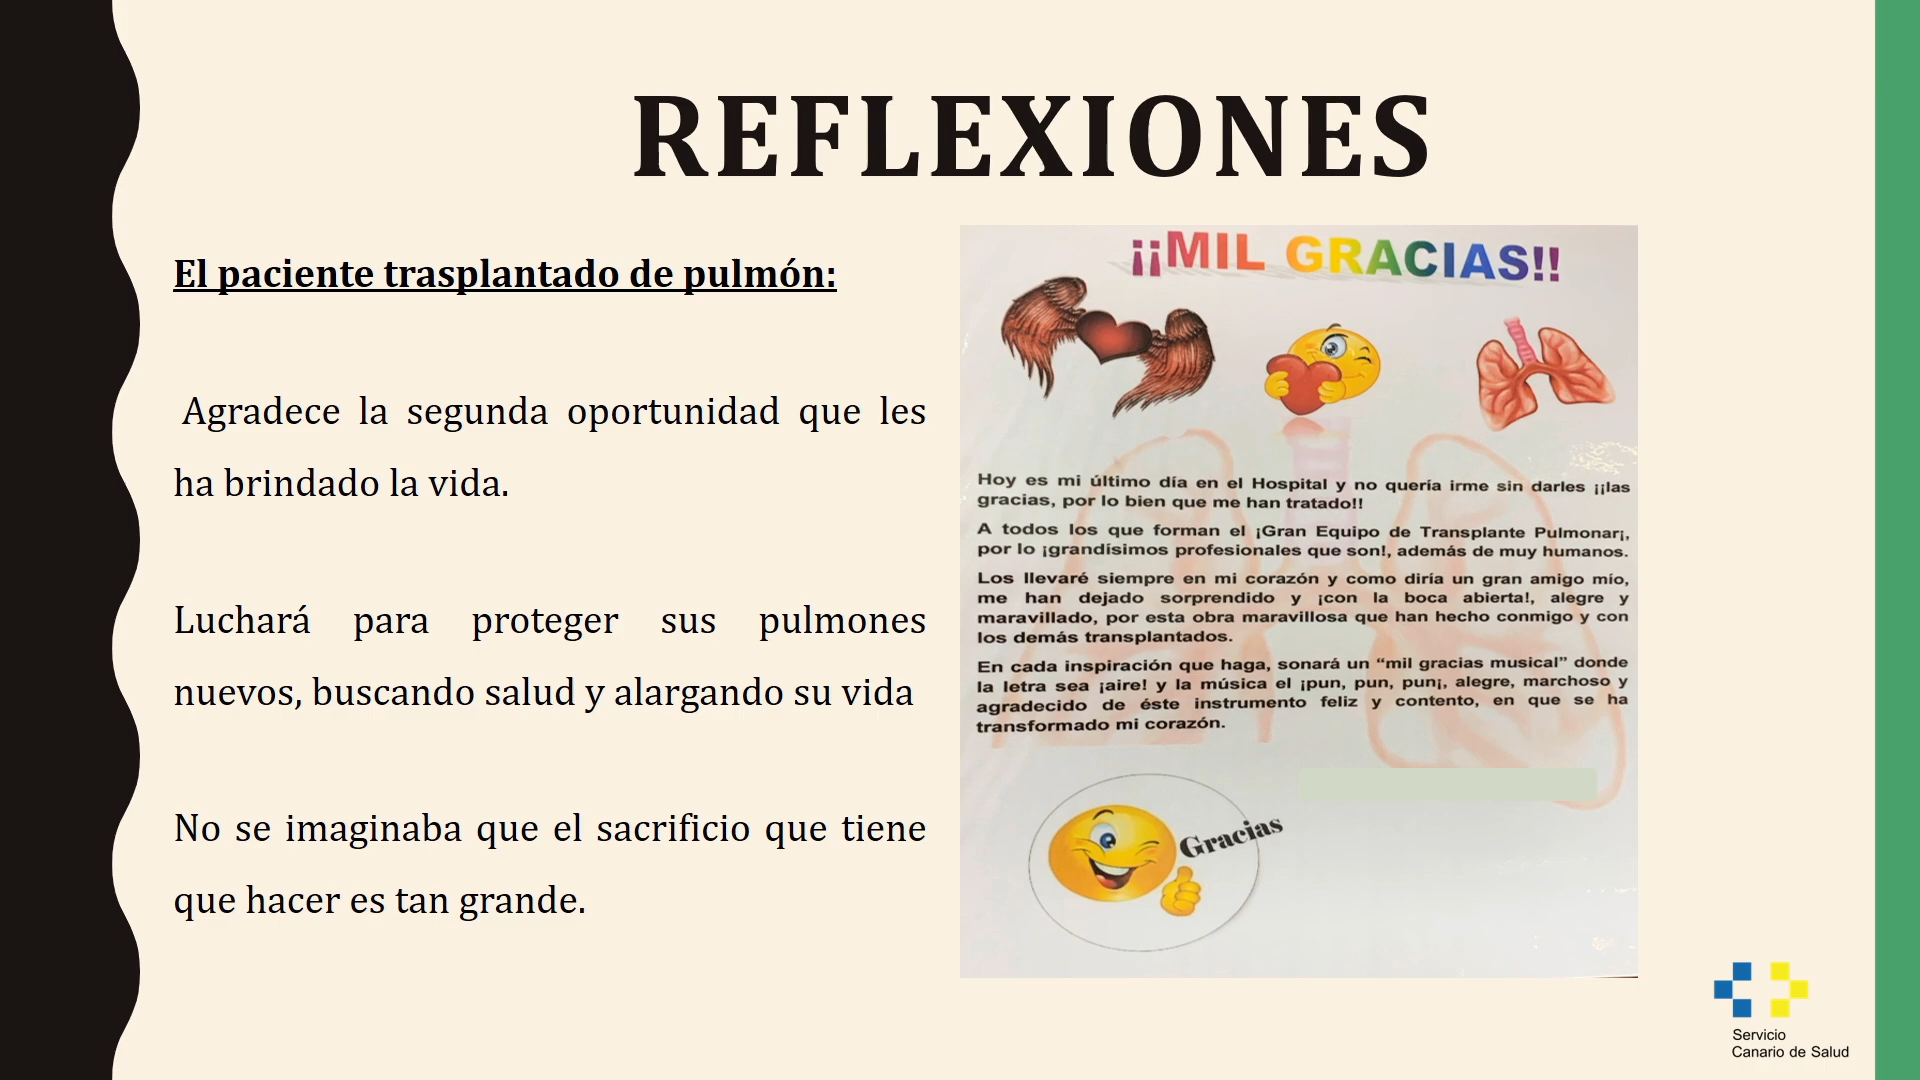 REFLEXIONES
El paciente trasplantado de pulmón:
Agradece la segunda oportunidad que les
ha brindado la vida.
Luchará para proteger sus pulmones
nuevos, buscando salud y alargando su vida
No se imaginaba que el sacrificio que tiene
que hacer es tan grande.
¡¡MIL GRACIAS!!
Hoy es mi último día en el Hospital y no quería irme sin darles ¡¡las
gracias, por lo bien que me han tratado!!
A todos los que forman el ¡Gran Equipo de Transplante Pulmonar¡,
por lo ¡grandísimos profesionales que son!, además de muy humanos.
Los llevaré siempre en mi corazón y como diría un gran amigo mío,
me han dejado sorprendido y ¡con la boca abierta!, alegre y
maravillado, por esta obra maravillosa que han hecho conmigo y con
los demás transplantados.
En cada inspiración que haga, sonará un “mil gracias musical” donde
la letra sea ¡aire! y la música el ¡pun, pun, pun¡, alegre, marchoso y
agradecido de éste instrumento feliz y contento, en que se ha
transformado mi corazón.
Gracias
Servicio
Canario de Salud